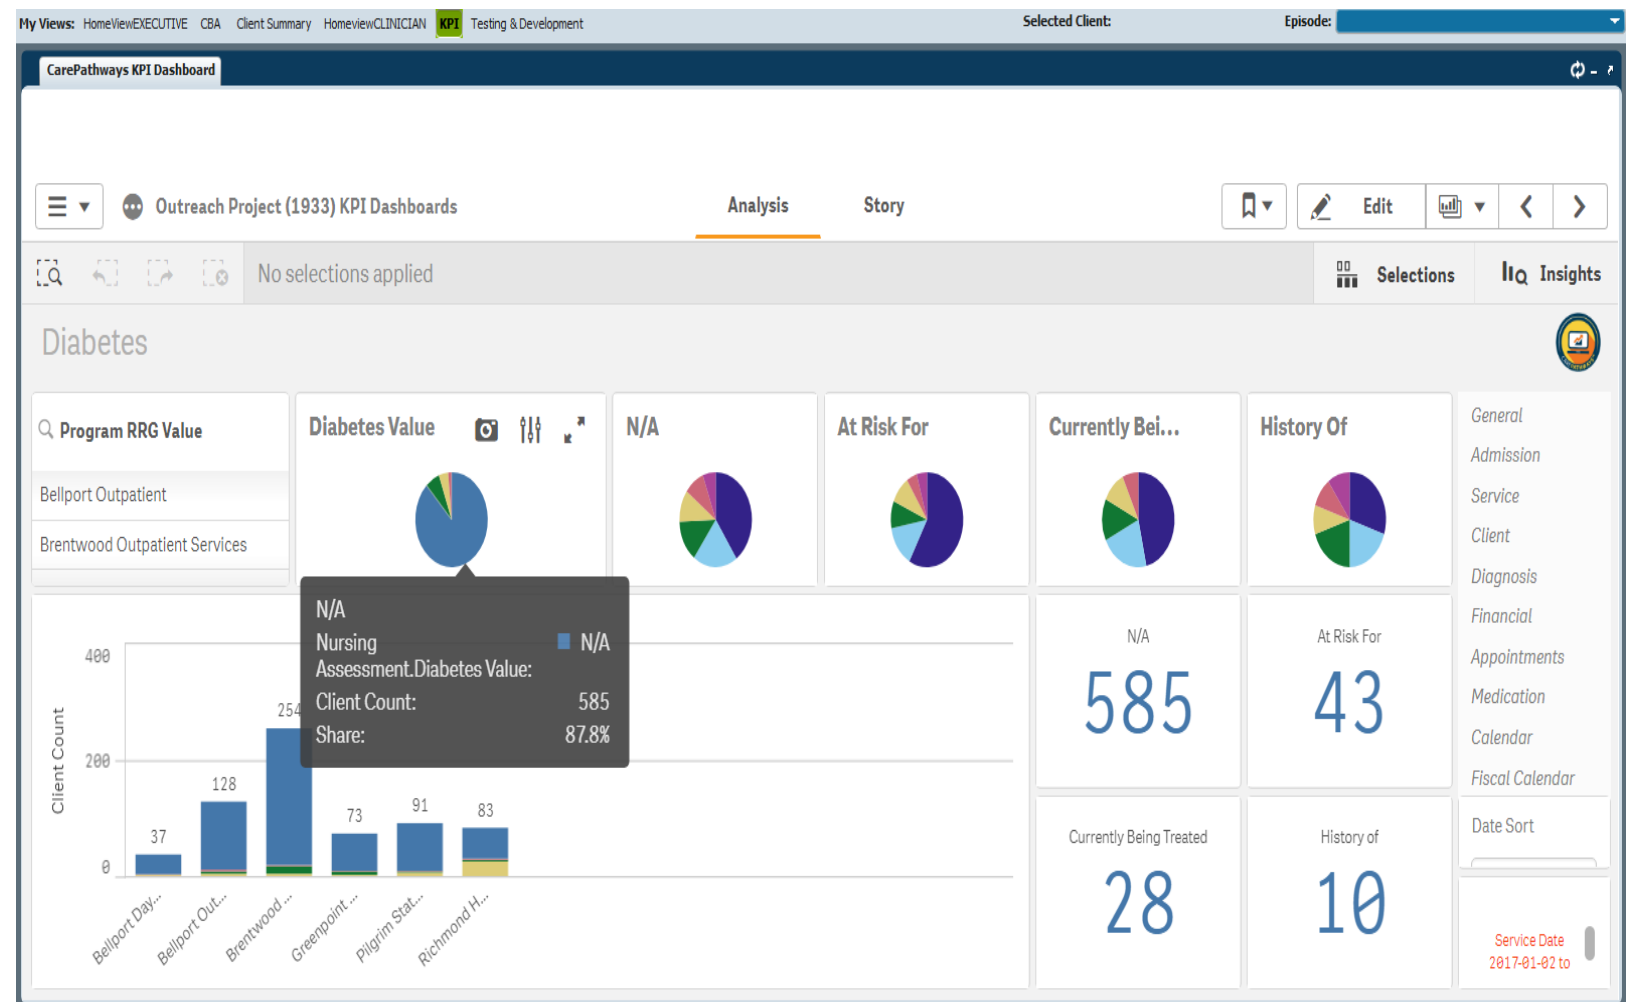 My Views: HomeViewEXECUTIVE CBA Client Summary HomeviewCLINICIAN KPI Testing & Development Selected Client: Episode:
CarePathways KPI Dashboard
Outreach Project (1933) KPI Dashboards Analysis Story Edit
No selections applied Selections Insights
Diabetes
Program RRG Value
Bellport Outpatient
Brentwood Outpatient Services
Diabetes Value
N/A
At Risk For
Currently Bei...
History Of
General
Admission
Service
Client
Diagnosis
Financial
Appointments
Medication
Calendar
Fiscal Calendar
N/A
Nursing N/A
Assessment.Diabetes Value:
Client Count: 585
Share: 87.8%
Client Count
400
200
0
37
128
254
73
91
83
Bellport Day...
Bellport Out...
Brentwood ...
Greenpoint ...
Pilgrim Stat...
Richmond H...
N/A
585
At Risk For
43
Currently Being Treated
28
History of
10
Date Sort
Service Date
2017-01-02 to